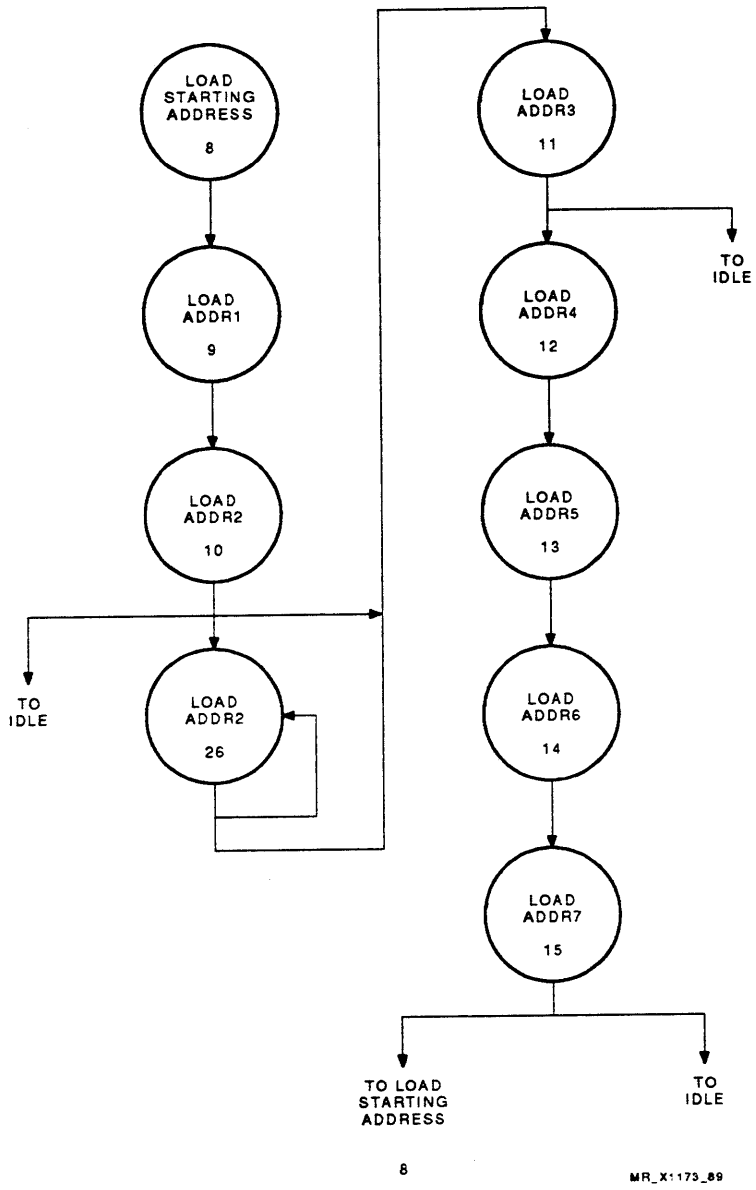 LOAD
STARTING
ADDRESS
8
LOAD
ADDR1
9
LOAD
ADDR2
10
TO
IDLE
LOAD
ADDR2
26
LOAD
ADDR3
11
TO
IDLE
LOAD
ADDR4
12
LOAD
ADDR5
13
LOAD
ADDR6
14
LOAD
ADDR7
15
TO LOAD
STARTING
ADDRESS
TO
IDLE
8
MR_X1173_89